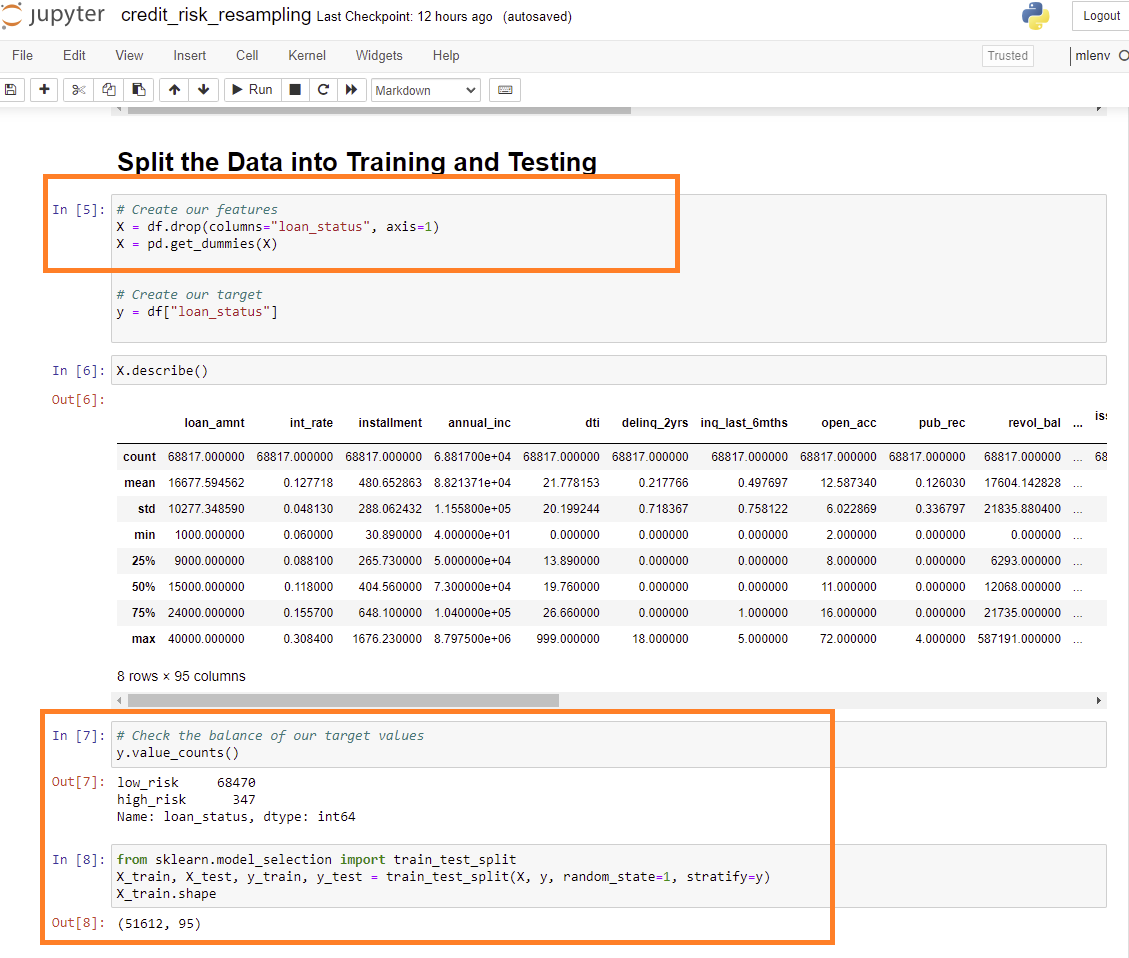 jupyter credit_risk_resampling Last Checkpoint: 12 hours ago (autosaved) Logout
File Edit View Insert Cell Kernel Widgets Help Trusted mlenv
Run Markdown
Split the Data into Training and Testing
In [5]: # Create our features
X = df.drop(columns="loan_status", axis=1)
X = pd.get_dummies(X)
# Create our target
y = df["loan_status"]
In [6]: X.describe()
Out[6]:
loan_amnt int_rate installment annual_inc dti delinq_2yrs inq_last_6mths open_acc pub_rec revol_bal ... iss
count 68817.000000 68817.000000 68817.000000 6.881700e+04 68817.000000 68817.000000 68817.000000 68817.000000 68817.000000 68817.000000 ... 68
mean 16677.594562 0.127718 480.652863 8.821371e+04 21.778153 0.217766 0.497697 12.587340 0.126030 17604.142828 ...
std 10277.348590 0.048130 288.062432 1.155800e+05 20.199244 0.718367 0.758122 6.022869 0.336797 21835.880400 ...
min 1000.000000 0.060000 30.890000 4.000000e+01 0.000000 0.000000 0.000000 2.000000 0.000000 0.000000 ...
25% 9000.000000 0.088100 265.730000 5.000000e+04 13.890000 0.000000 0.000000 8.000000 0.000000 6293.000000 ...
50% 15000.000000 0.118000 404.560000 7.300000e+04 19.760000 0.000000 0.000000 11.000000 0.000000 12068.000000 ...
75% 24000.000000 0.155700 648.100000 1.040000e+05 26.660000 0.000000 1.000000 16.000000 0.000000 21735.000000 ...
max 40000.000000 0.308400 1676.230000 8.797500e+06 999.000000 18.000000 5.000000 72.000000 4.000000 587191.000000 ...
8 rows × 95 columns
In [7]: # Check the balance of our target values
y.value_counts()
Out[7]: low_risk 68470
high_risk 347
Name: loan_status, dtype: int64
In [8]: from sklearn.model_selection import train_test_split
X_train, X_test, y_train, y_test = train_test_split(X, y, random_state=1, stratify=y)
X_train.shape
Out[8]: (51612, 95)